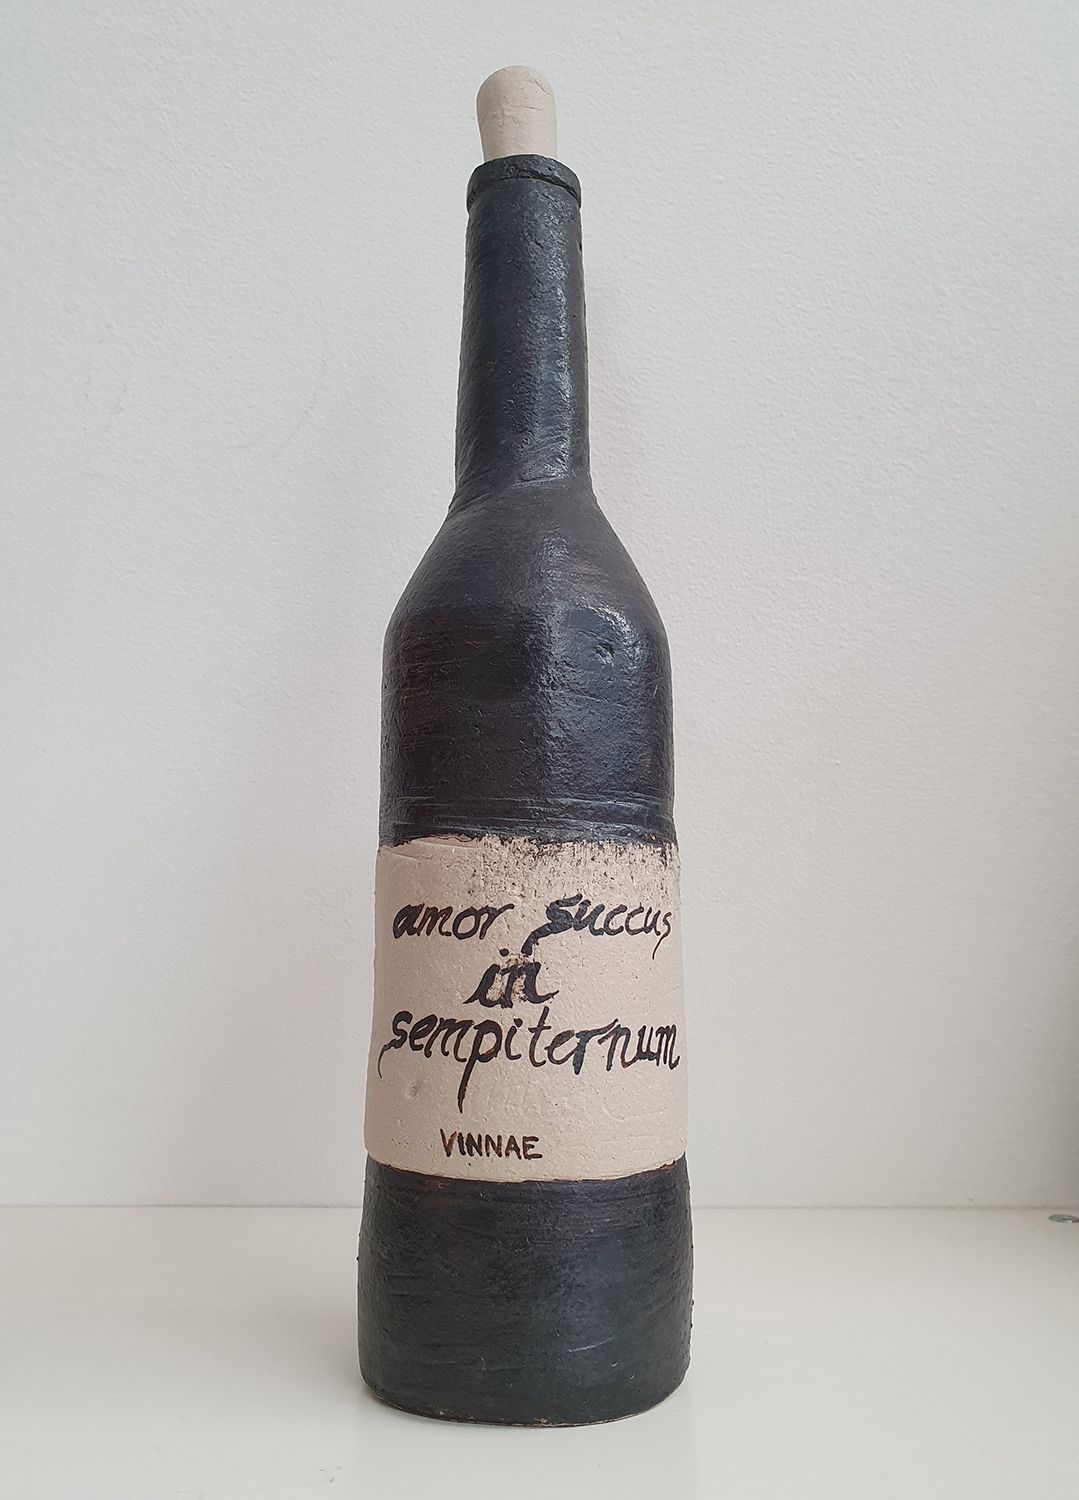 amor succus
in
sempiternum
VINNAE